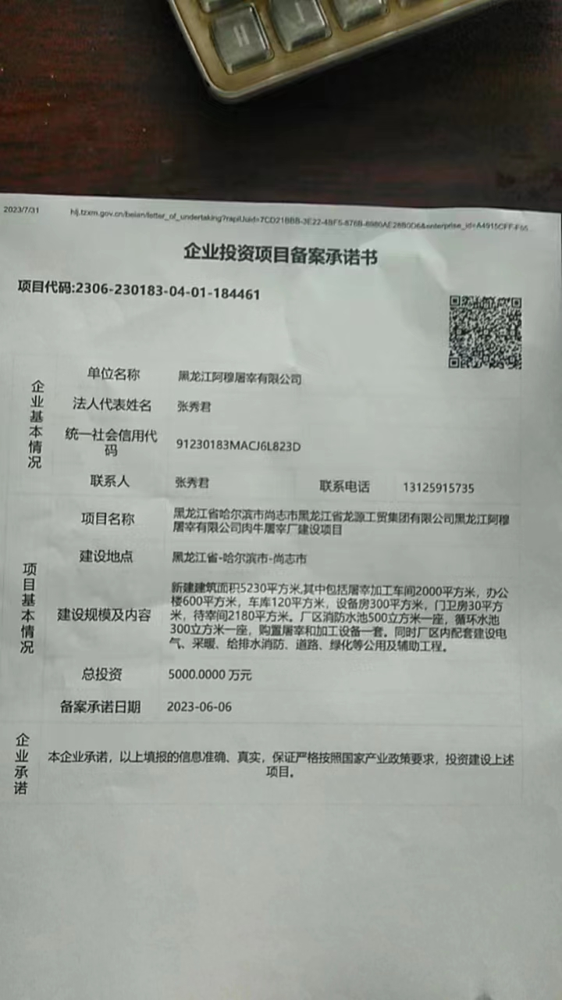 2023/7/31
hlj.tzxm.gov.cn/beian/letter_of_undertaking?rapiUuid=7CD21BBB-3E22-4BF5-876B-8980AE28B0D6&enterprise_id=A4915CFF-F65...
企业投资项目备案承诺书
项目代码:2306-230183-04-01-184461
企业基本情况
单位名称 黑龙江阿穆屠宰有限公司
法人代表姓名 张秀君
统一社会信用代
码 91230183MACJ6L823D
联系人 张秀君 联系电话 13125915735
项目基本情况
项目名称 黑龙江省哈尔滨市尚志市黑龙江省龙源工贸集团有限公司黑龙江阿穆
屠宰有限公司肉牛屠宰厂建设项目
建设地点 黑龙江省-哈尔滨市-尚志市
建设规模及内容
新建建筑面积5230平方米,其中包括屠宰加工车间2000平方米，办公
楼600平方米，车库120平方米，设备房300平方米，门卫房30平方
米，待宰间2180平方米。厂区消防水池500立方米一座，循环水池
300立方米一座，购置屠宰和加工设备一套。同时厂区内配套建设电
气、采暖、给排水消防、道路、绿化等公用及辅助工程。
总投资 5000.0000 万元
备案承诺日期 2023-06-06
企业承诺
本企业承诺，以上填报的信息准确、真实，保证严格按照国家产业政策要求，投资建设上述
项目。